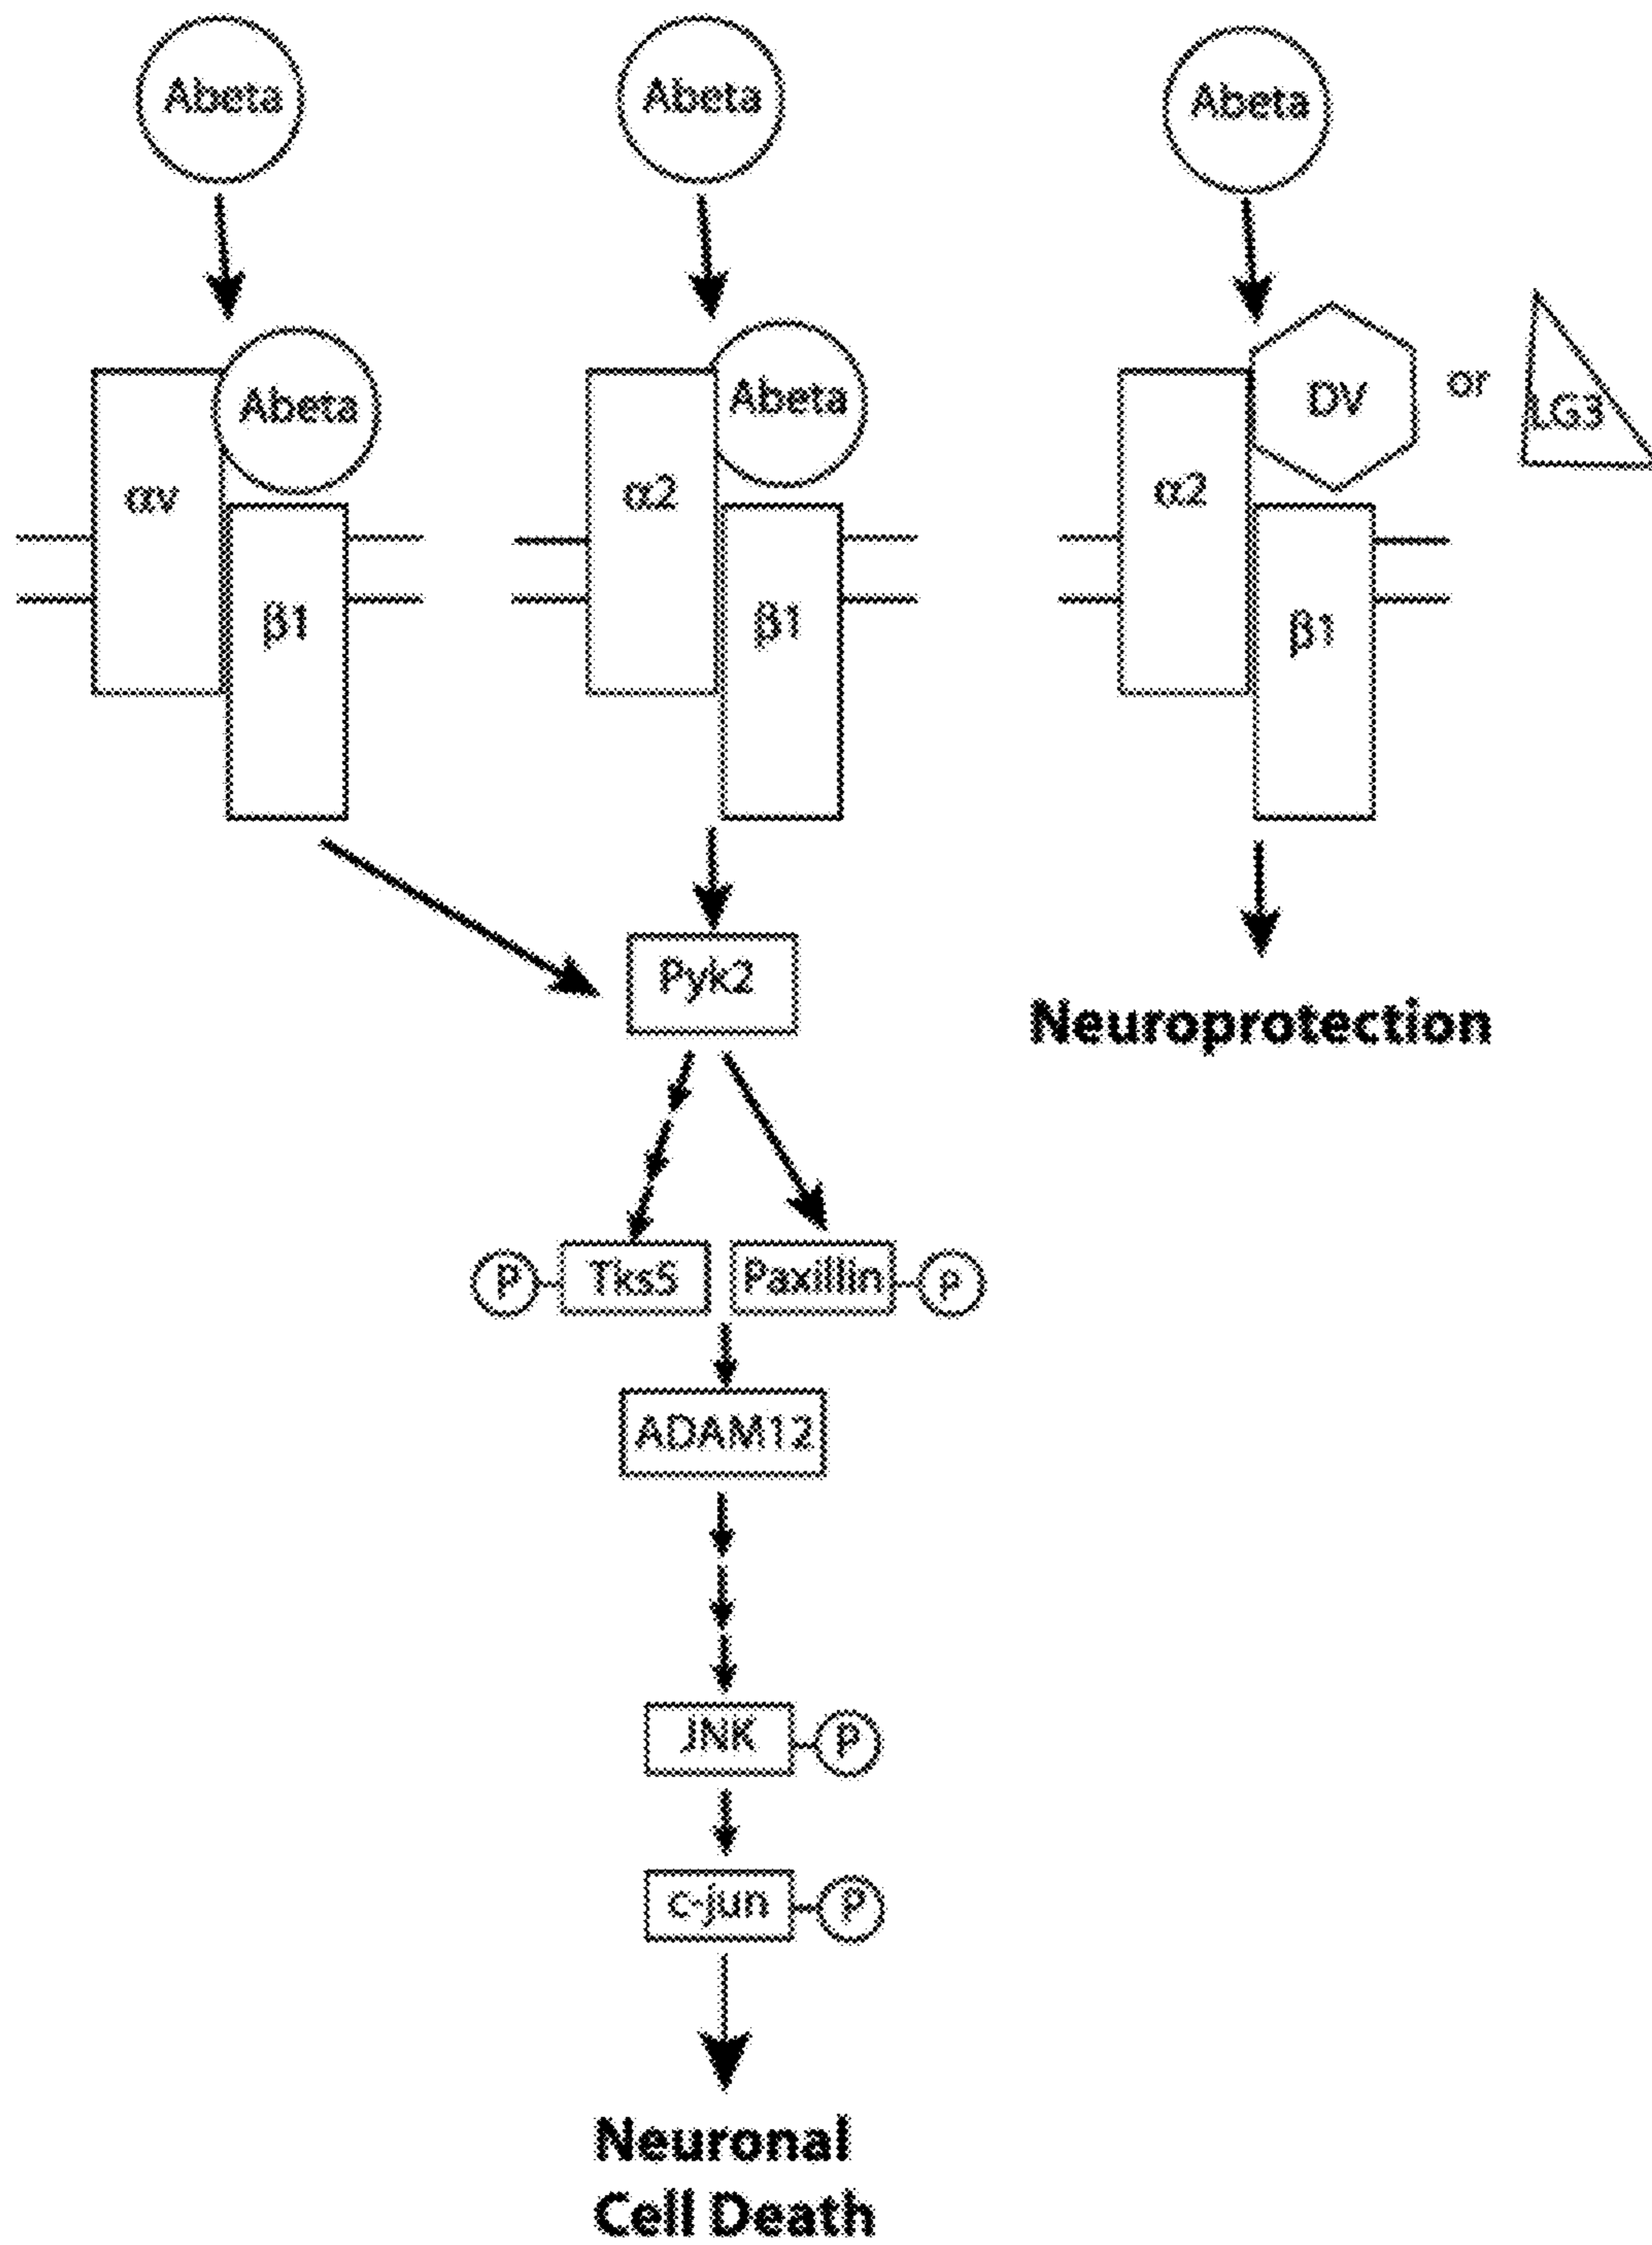 Abeta
Abeta
Abeta
Abeta
Abeta
DV
or
LG3
αv
α2
α2
β1
β1
β1
Pyk2
Neuroprotection
P
Tks5
Paxillin
P
ADAM12
JNK
P
c-jun
P
Neuronal
Cell Death